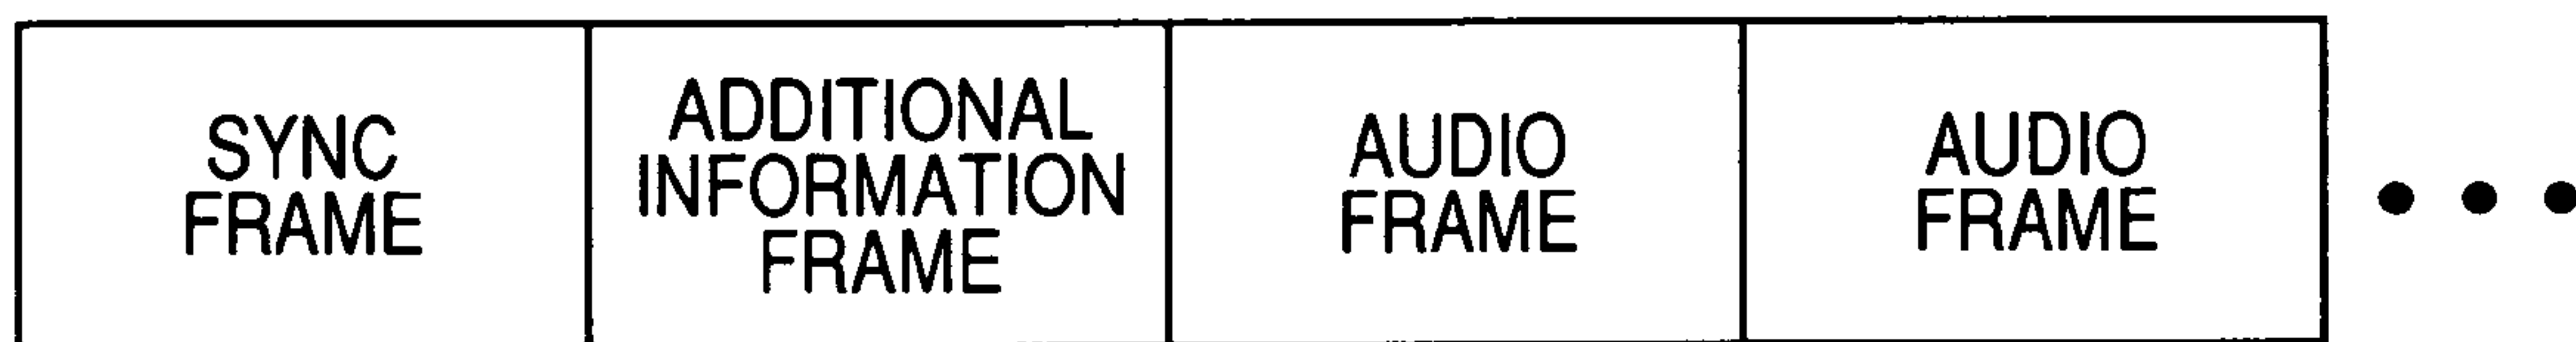 SYNC
FRAME
ADDITIONAL
INFORMATION
FRAME
AUDIO
FRAME
AUDIO
FRAME